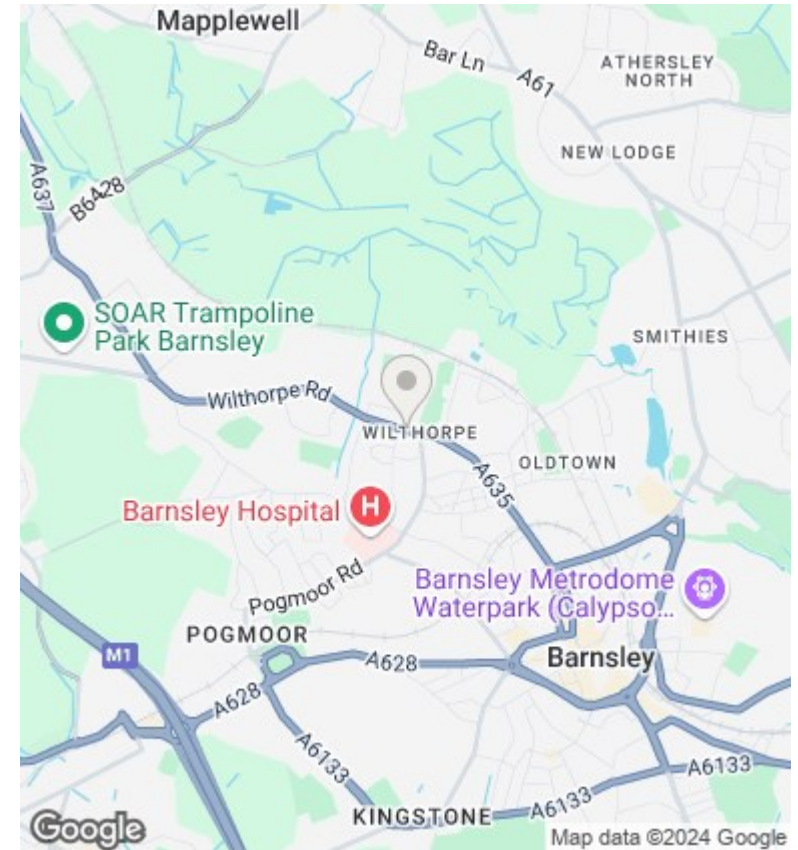 Mapplewell
Bar Ln
A61
ATHERSLEY
NORTH
NEW LODGE
A637
B6428
SOAR Trampoline
Park Barnsley
SMITHIES
Wilthorpe Rd
WILTHORPE
A635
OLDTOWN
Barnsley Hospital
H
Pogmoor Rd
Barnsley Metrodome
Waterpark (Calypso...
POGMOOR
M1
A628
Barnsley
A628
A6133
A6133
KINGSTONE
A6133
Google
Map data ©2024 Google